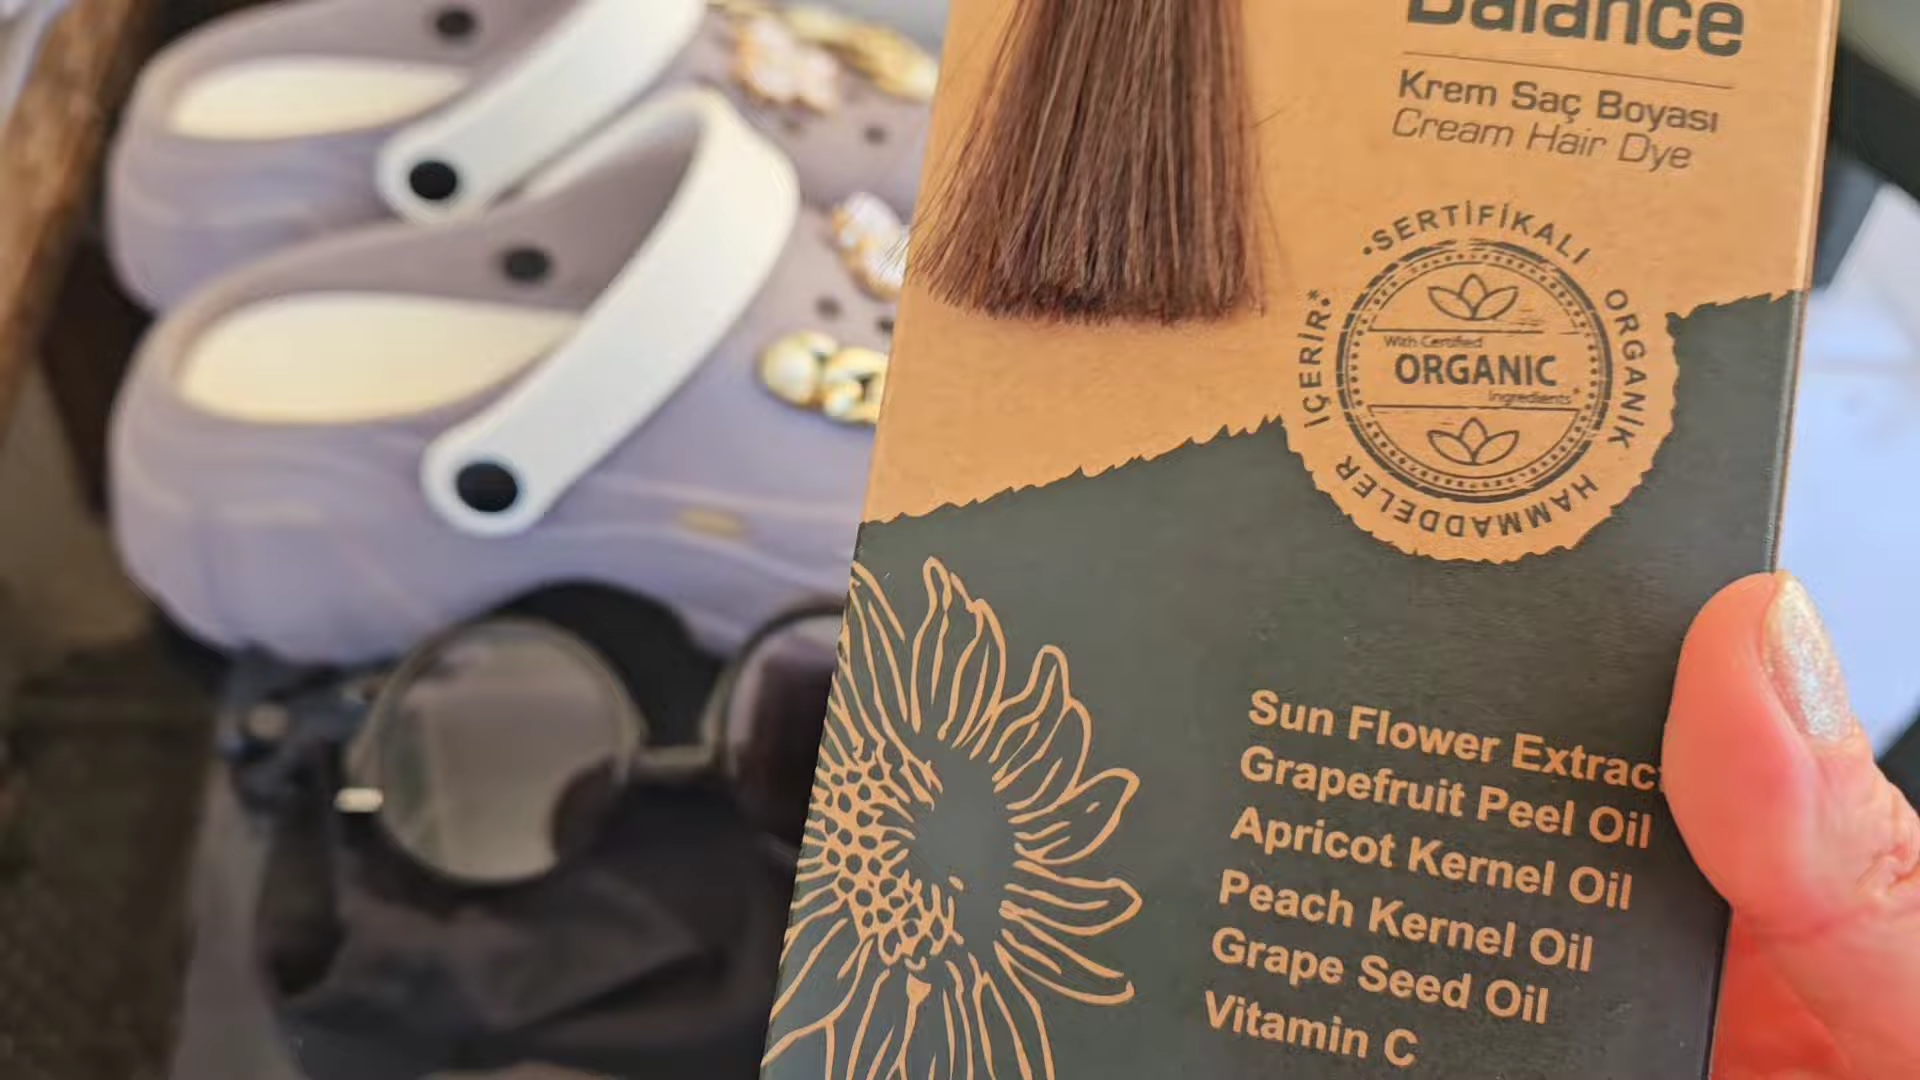 Balance
Krem Saç Boyası
Cream Hair Dye
•SERTİFİKALI ORGANİK HAMMADDELER İÇERİR•*
With Certified
ORGANIC
Ingredients*
Sun Flower Extract
Grapefruit Peel Oil
Apricot Kernel Oil
Peach Kernel Oil
Grape Seed Oil
Vitamin C